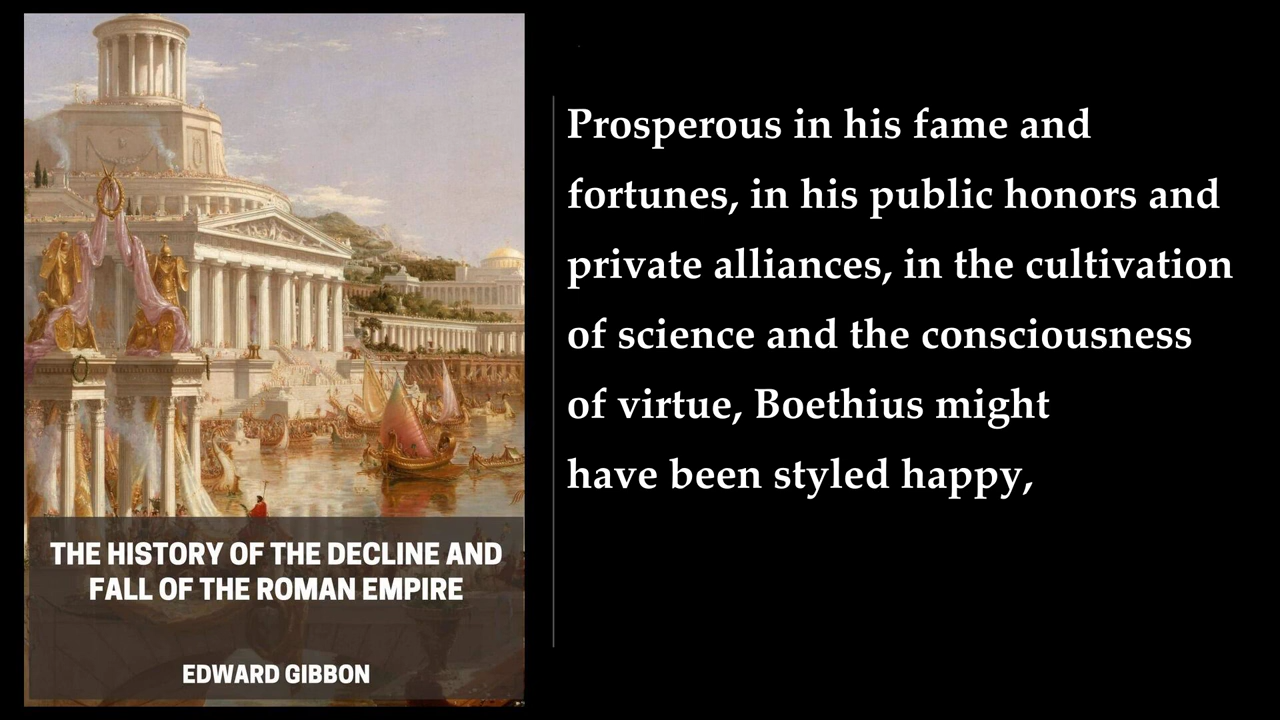 Prosperous in his fame and
fortunes, in his public honors and
private alliances, in the cultivation
of science and the consciousness
of virtue, Boethius might
have been styled happy,
THE HISTORY OF THE DECLINE AND
FALL OF THE ROMAN EMPIRE
EDWARD GIBBON